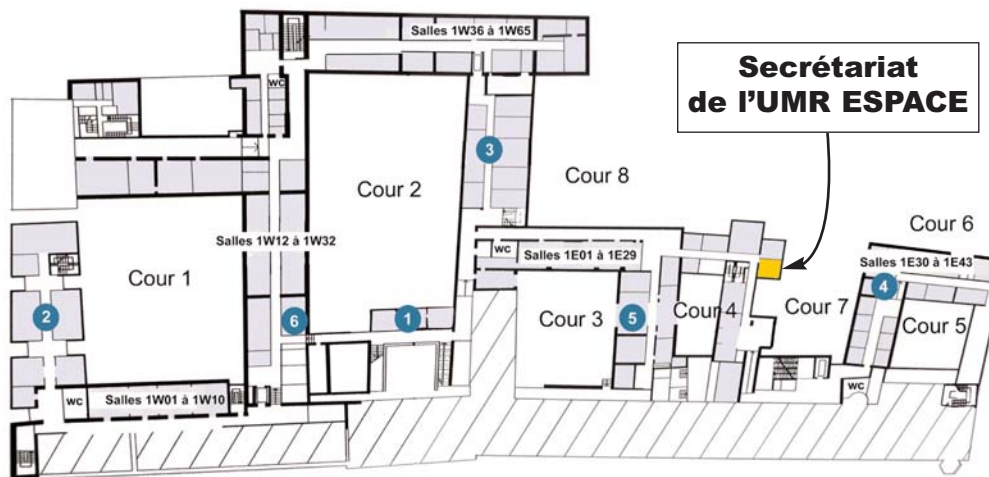 Salles 1W36 à 1W65
Secrétariat
de l'UMR ESPACE
WC
3
Cour 2
Cour 8
Cour 6
Salles 1W12 à 1W32
WC
Salles 1E01 à 1E29
Salles 1E30 à 1E43
Cour 1
4
2
6
1
Cour 3
5
Cour 4
Cour 7
Cour 5
WC
WC
Salles 1W01 à 1W10